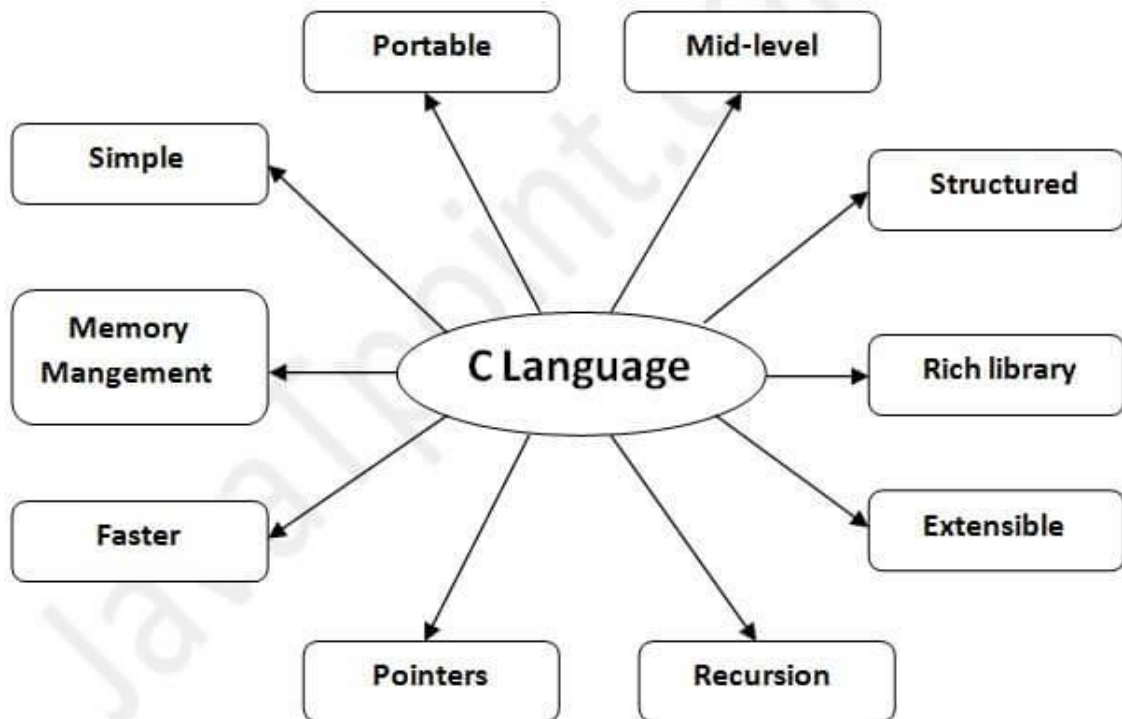 Portable
Mid-level
Simple
Structured
Memory
Mangement
C Language
Rich library
Faster
Extensible
Pointers
Recursion